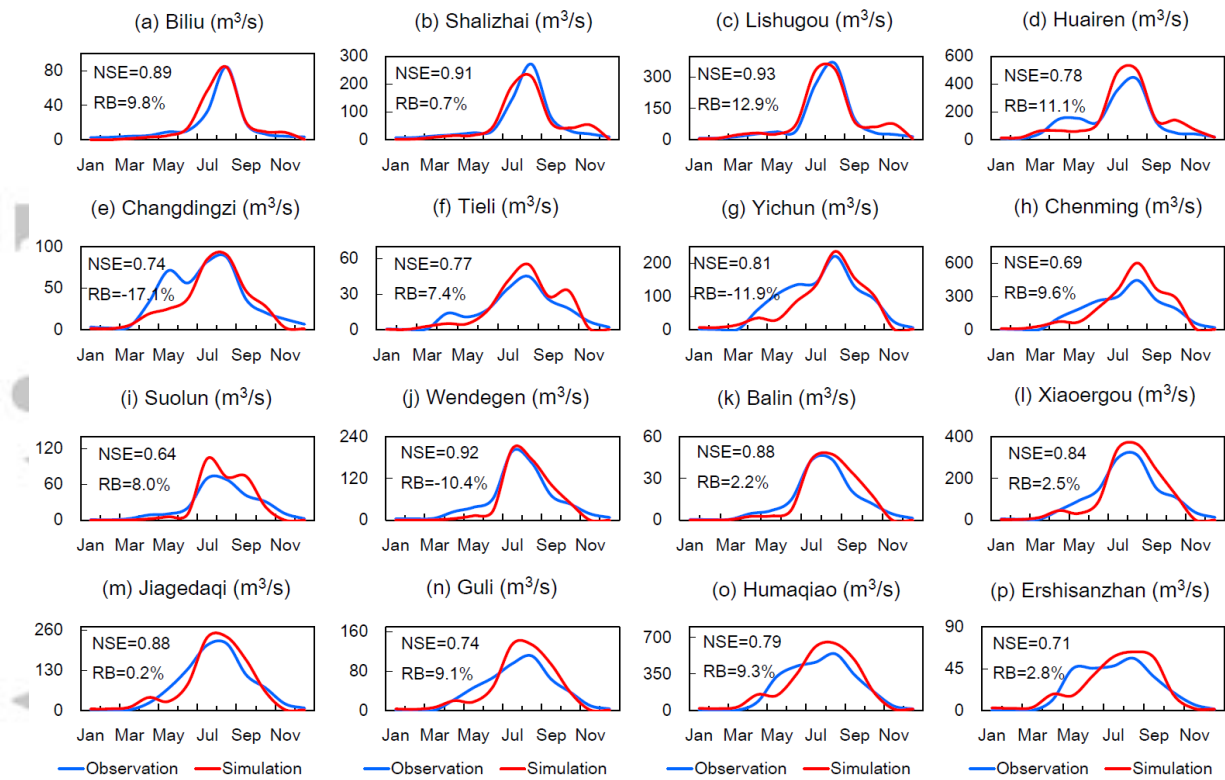 (a) Biliu (m³/s)
80
40
0
NSE=0.89
RB=9.8%
Jan Mar May Jul Sep Nov
(b) Shalizhai (m³/s)
300
200
100
0
NSE=0.91
RB=0.7%
Jan Mar May Jul Sep Nov
(c) Lishugou (m³/s)
300
150
0
NSE=0.93
RB=12.9%
Jan Mar May Jul Sep Nov
(d) Huairen (m³/s)
600
400
200
0
NSE=0.78
RB=11.1%
Jan Mar May Jul Sep Nov
(e) Changdingzi (m³/s)
100
50
0
NSE=0.74
RB=-17.1%
Jan Mar May Jul Sep Nov
(f) Tieli (m³/s)
60
30
0
NSE=0.77
RB=7.4%
Jan Mar May Jul Sep Nov
(g) Yichun (m³/s)
200
100
0
NSE=0.81
RB=-11.9%
Jan Mar May Jul Sep Nov
(h) Chenming (m³/s)
600
300
0
NSE=0.69
RB=9.6%
Jan Mar May Jul Sep Nov
(i) Suolun (m³/s)
120
60
0
NSE=0.64
RB=8.0%
Jan Mar May Jul Sep Nov
(j) Wendegen (m³/s)
240
120
0
NSE=0.92
RB=-10.4%
Jan Mar May Jul Sep Nov
(k) Balin (m³/s)
60
30
0
NSE=0.88
RB=2.2%
Jan Mar May Jul Sep Nov
(l) Xiaoergou (m³/s)
400
200
0
NSE=0.84
RB=2.5%
Jan Mar May Jul Sep Nov
(m) Jiagedaqi (m³/s)
260
130
0
NSE=0.88
RB=0.2%
Jan Mar May Jul Sep Nov
(n) Guli (m³/s)
160
80
0
NSE=0.74
RB=9.1%
Jan Mar May Jul Sep Nov
(o) Humaqiao (m³/s)
700
350
0
NSE=0.79
RB=9.3%
Jan Mar May Jul Sep Nov
(p) Ershisanzhan (m³/s)
90
45
0
NSE=0.71
RB=2.8%
Jan Mar May Jul Sep Nov
Observation Simulation
Observation Simulation
Observation Simulation
Observation Simulation